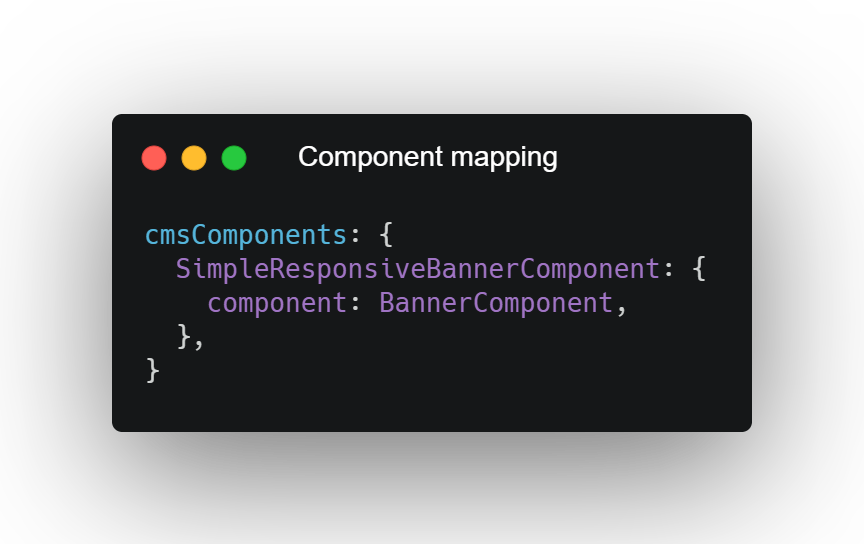 Component mapping
cmsComponents: {
  SimpleResponsiveBannerComponent: {
    component: BannerComponent,
  },
}